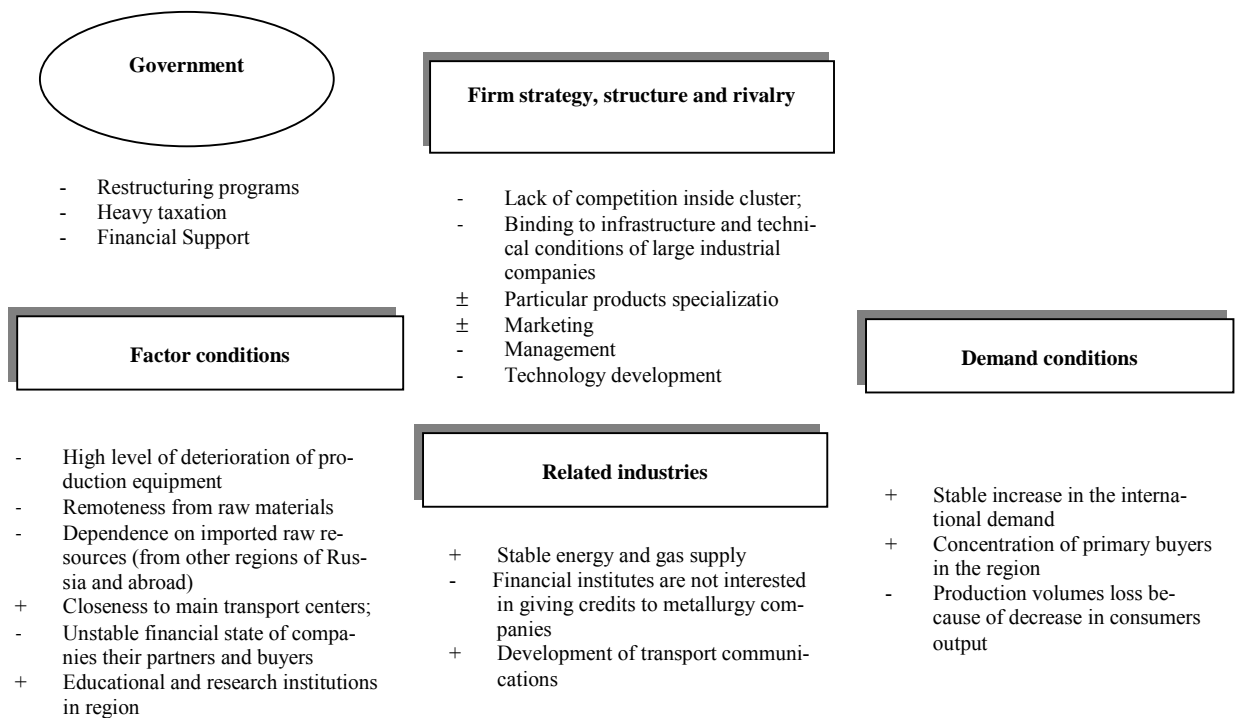 Government
- Restructuring programs
- Heavy taxation
- Financial Support
Firm strategy, structure and rivalry
- Lack of competition inside cluster;
- Binding to infrastructure and techni-
cal conditions of large industrial
companies
± Particular products specializatio
± Marketing
- Management
- Technology development
Factor conditions
- High level of deterioration of pro-
duction equipment
- Remoteness from raw materials
- Dependence on imported raw re-
sources (from other regions of Rus-
sia and abroad)
+ Closeness to main transport centers;
- Unstable financial state of compa-
nies their partners and buyers
+ Educational and research institutions
in region
Related industries
+ Stable energy and gas supply
- Financial institutes are not interested
in giving credits to metallurgy com-
panies
+ Development of transport communi-
cations
Demand conditions
+ Stable increase in the interna-
tional demand
+ Concentration of primary buyers
in the region
- Production volumes loss be-
cause of decrease in consumers
output